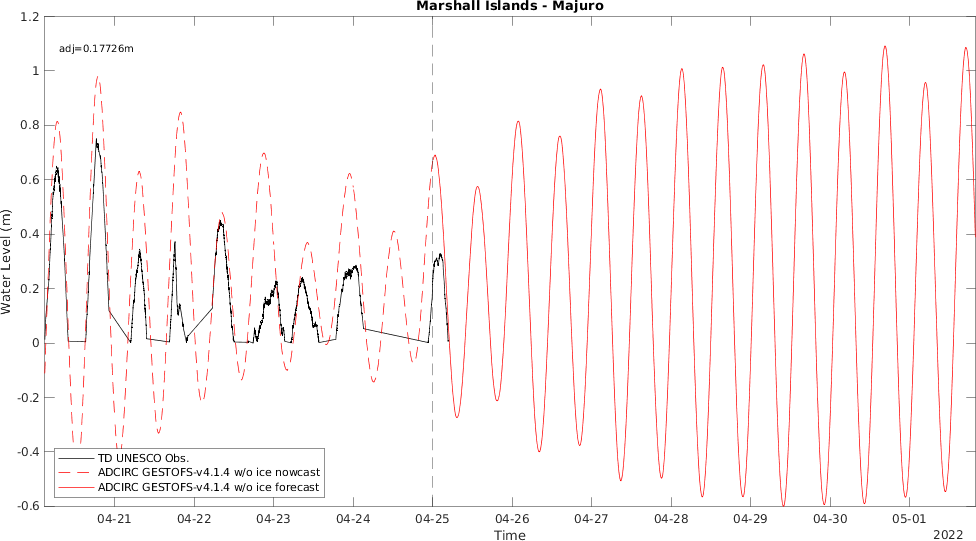 Marshall Islands - Majuro
adj=0.17726m
1.2
1
0.8
0.6
0.4
0.2
0
-0.2
-0.4
-0.6
Water Level (m)
TD UNESCO Obs.
ADCIRC GESTOFS-v4.1.4 w/o ice nowcast
ADCIRC GESTOFS-v4.1.4 w/o ice forecast
04-21 04-22 04-23 04-24 04-25 04-26 04-27 04-28 04-29 04-30 05-01
Time
2022